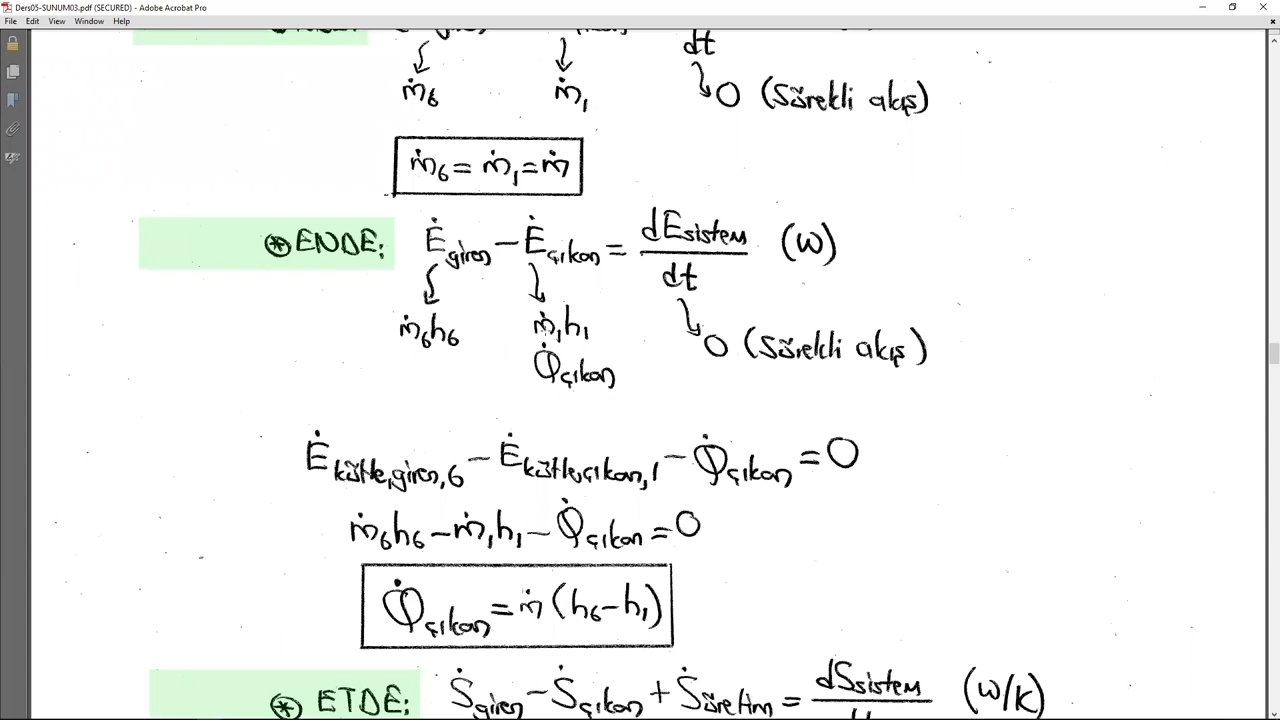 Ders05-SUNUM03.pdf (SECURED) - Adobe Acrobat Pro
File Edit View Window Help
dt
ṁ6 ṁ1 0 (Sürekli akış)
ṁ6 = ṁ1 = ṁ
* ENDE: Ėgiren - Ėçıkan = dEsistem/dt (W)
ṁ6h6 ṁ1h1 0 (Sürekli akış)
Q̇çıkan
Ėkütle,giren,6 - Ėkütle,çıkan,1 - Q̇çıkan = 0
ṁ6h6 - ṁ1h1 - Q̇çıkan = 0
Q̇çıkan = ṁ (h6 - h1)
* ETDE: Ṡgiren - Ṡçıkan + Ṡüretim = dSsistem (W/K)